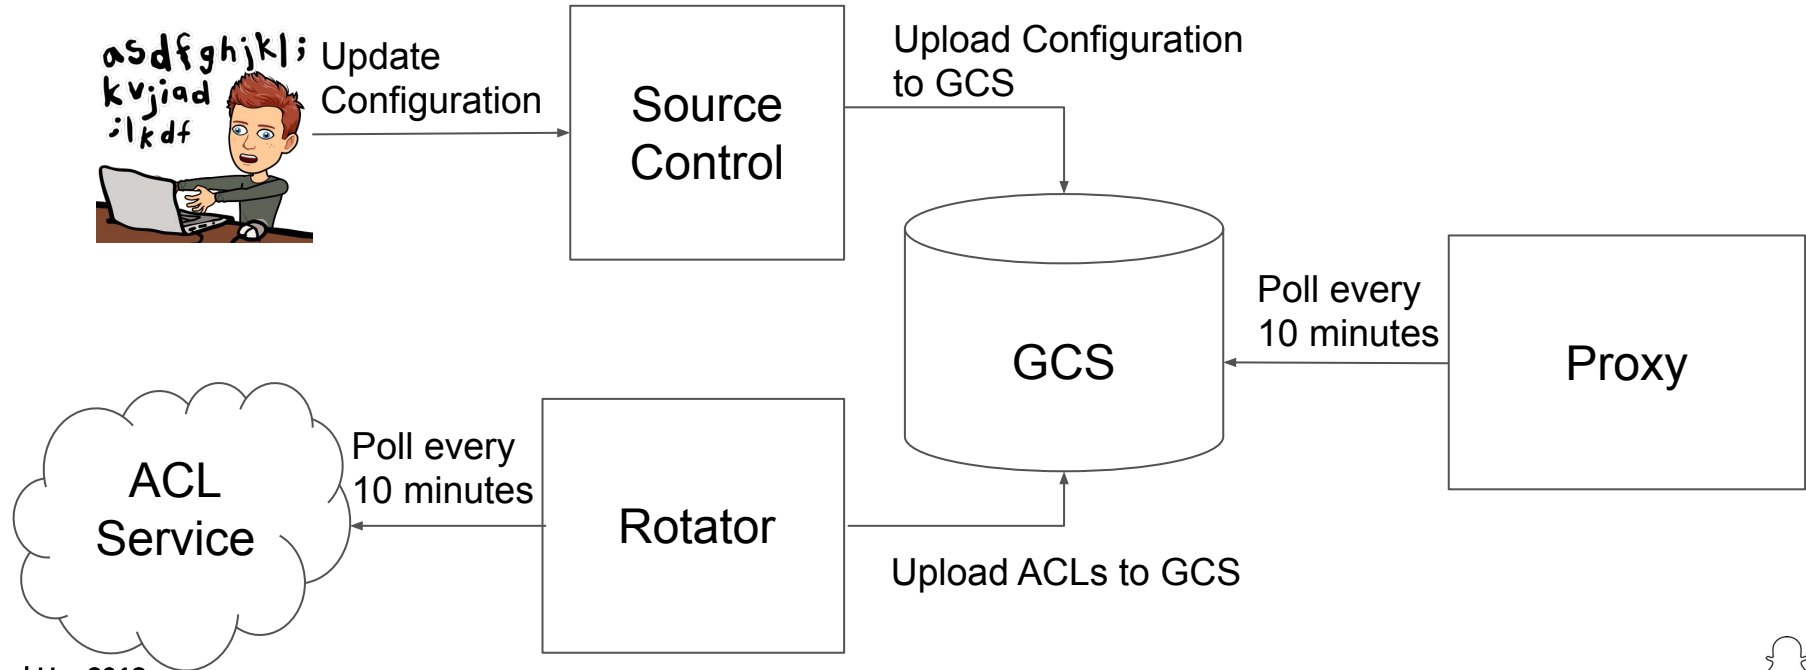 asdfghjkl;
kvjiad
;lkdf
Update
Configuration
Source
Control
Upload Configuration
to GCS
GCS
Poll every
10 minutes
Proxy
ACL
Service
Poll every
10 minutes
Rotator
Upload ACLs to GCS